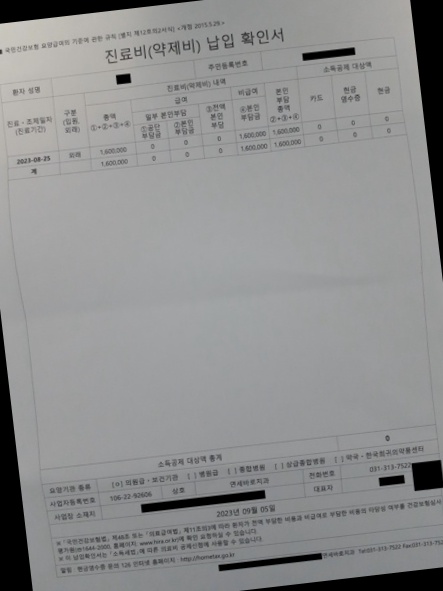 ■ 국민건강보험 요양급여의 기준에 관한 규칙 [별지 제12호의2서식] <개정 2015.5.29.>
진료비(약제비) 납입 확인서
환자 성명
주민등록번호
진료비(약제비) 내역
소득공제 대상액
진료·조제일자
(진료기간)
구분
(입원,
외래)
총액
①+②+③+④
급여
일부 본인부담
①공단
부담금
②본인
부담금
③전액
본인
부담
비급여
④본인
부담금
본인
부담
총액
②+③+④
카드
현금
영수증
현금
2023-08-25 외래 1,600,000 0 0 0 1,600,000 1,600,000 0 0 0
계 1,600,000 0 0 0 1,600,000 1,600,000 0 0 0
소득공제 대상액 총계 0
요양기관 종류 [o] 의원급·보건기관 [ ] 병원급 [ ] 종합병원 [ ] 상급종합병원 [ ] 약국·한국희귀의약품센터
사업자등록번호 106-22-92606 상호 연세바로치과 전화번호 031-313-7522
사업장 소재지 대표자
2023년 09월 05일
※ 「국민건강보험법」 제48조 또는 「의료급여법」 제11조의3에 따라 환자가 전액 부담한 비용과 비급여로 부담한 비용의 타당성 여부를 건강보험심사
평가원(☎1644-2000, 홈페이지: www.hira.or.kr)에 확인 요청하실 수 있습니다.
※ 이 납입확인서는 「소득세법」에 따른 의료비 공제신청에 사용할 수 있습니다.
알림 : 현금영수증 문의 126 인터넷 홈페이지 : http://hometax.go.kr
연세바로치과 Tel:031-313-7522 Fax:031-313-752